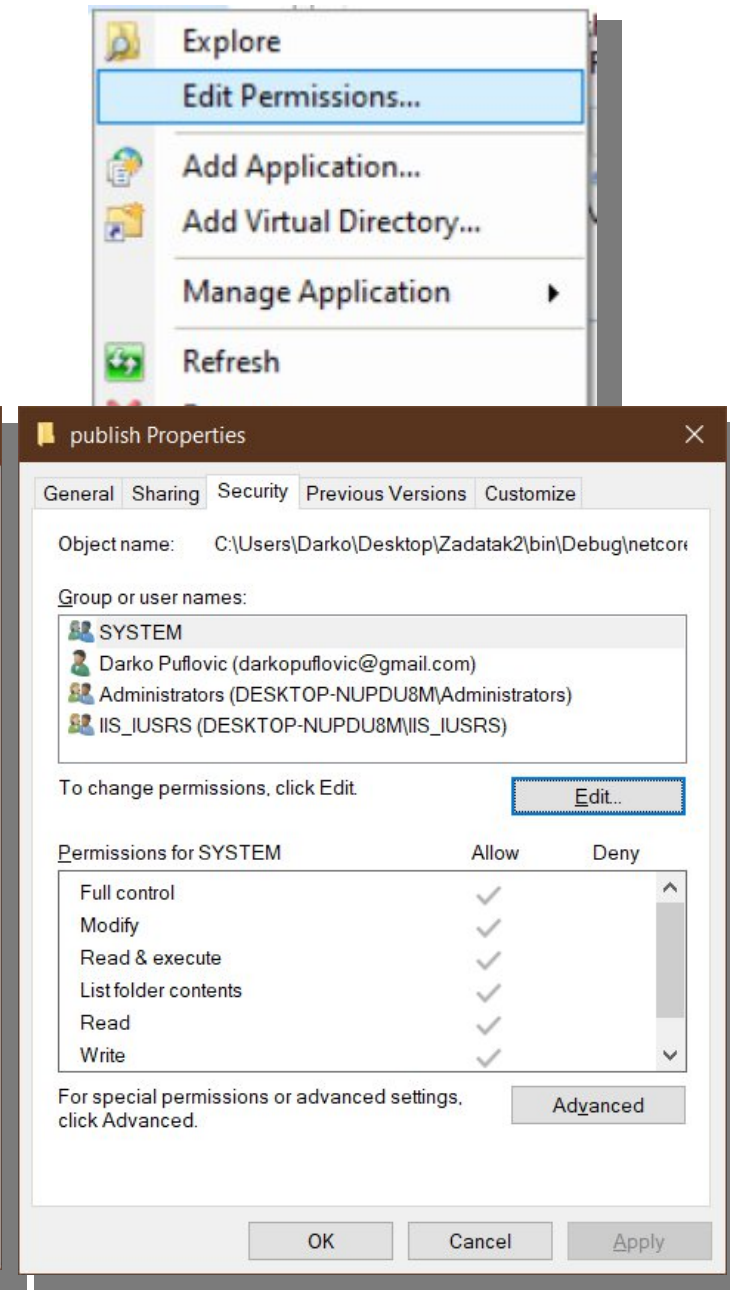 Explore
Edit Permissions...
Add Application...
Add Virtual Directory...
Manage Application
Refresh
publish Properties
General Sharing Security Previous Versions Customize
Object name: C:\Users\Darko\Desktop\Zadatak2\bin\Debug\netcore
Group or user names:
SYSTEM
Darko Puflovic (darkopuflovic@gmail.com)
Administrators (DESKTOP-NUPDU8M\Administrators)
IIS_IUSRS (DESKTOP-NUPDU8M\IIS_IUSRS)
To change permissions, click Edit.
Edit...
Permissions for SYSTEM Allow Deny
Full control
Modify
Read & execute
List folder contents
Read
Write
For special permissions or advanced settings,
click Advanced.
Advanced
OK Cancel Apply